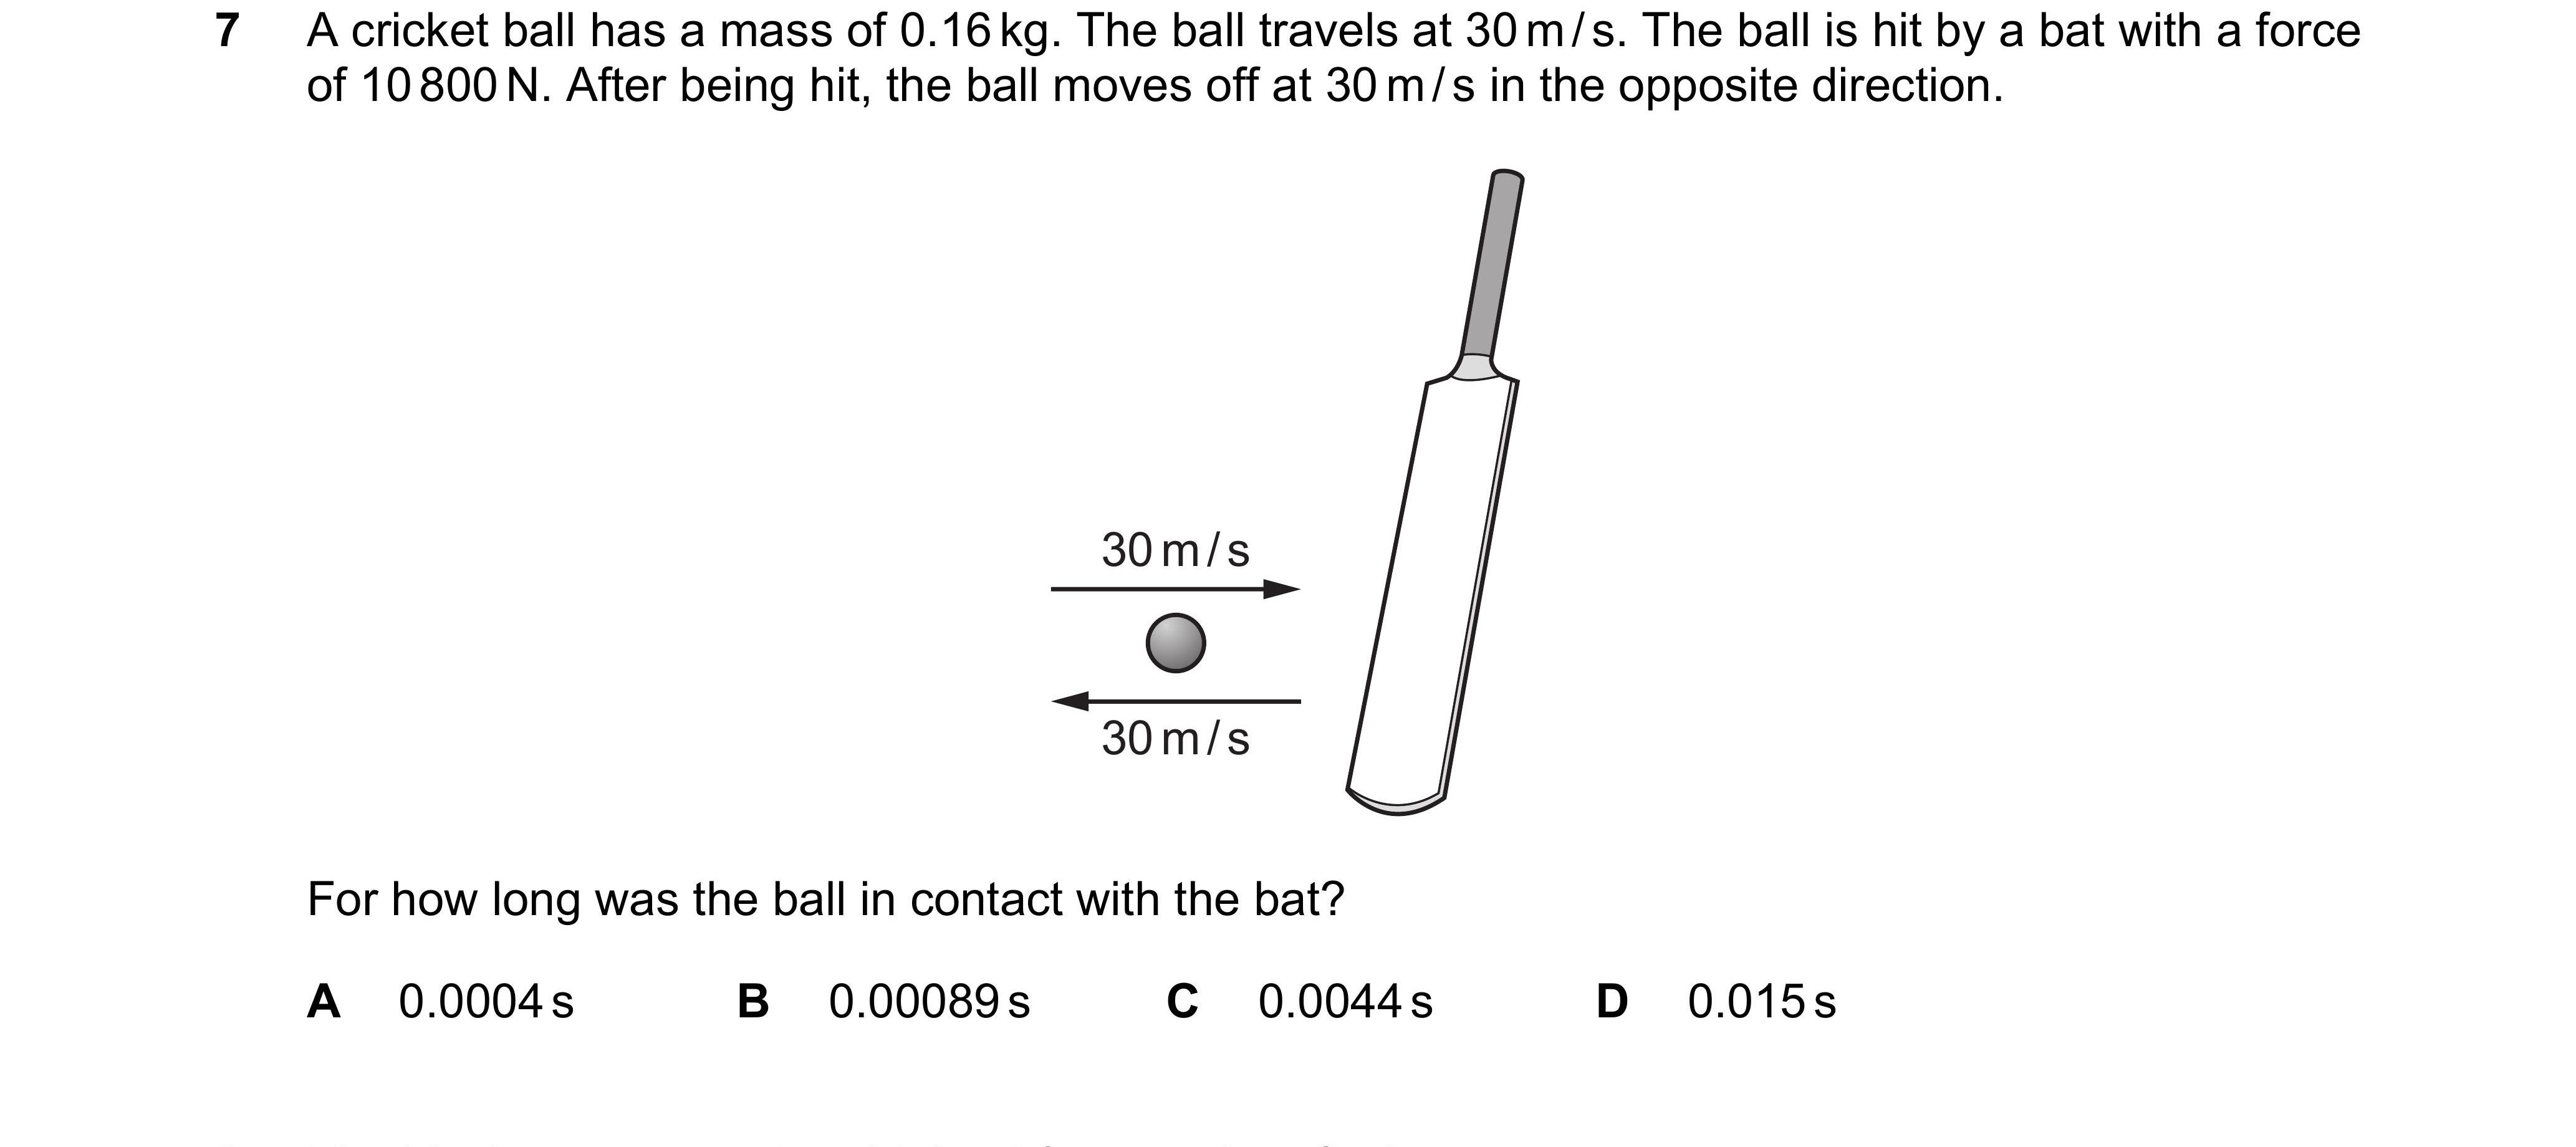 7 A cricket ball has a mass of 0.16 kg. The ball travels at 30 m / s. The ball is hit by a bat with a force
of 10 800 N. After being hit, the ball moves off at 30 m / s in the opposite direction.
30 m / s
30 m / s
For how long was the ball in contact with the bat?
A 0.0004 s B 0.00089 s C 0.0044 s D 0.015 s